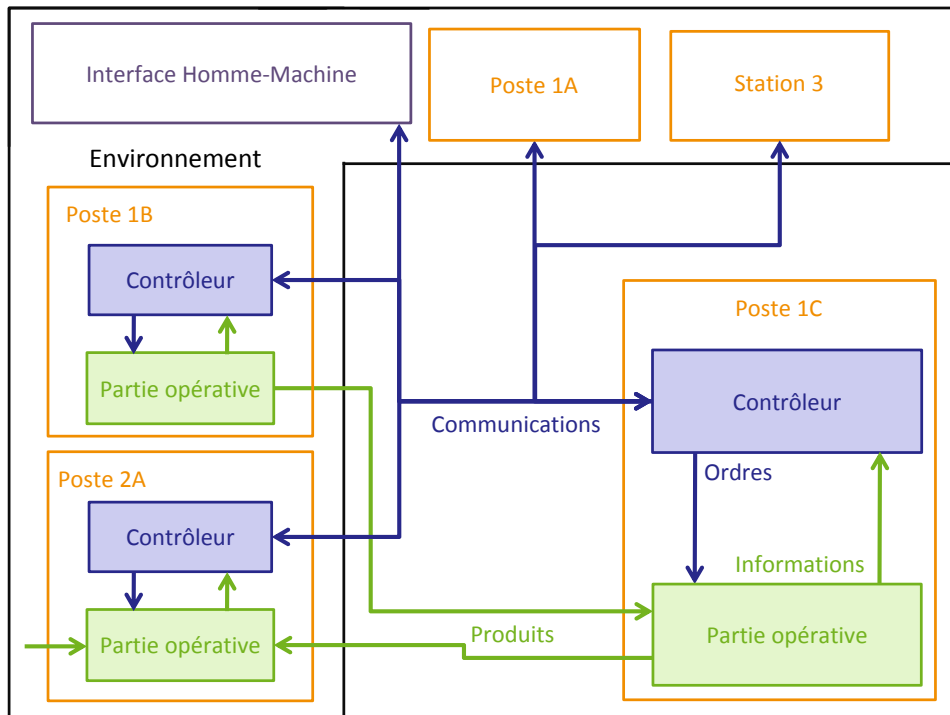 Interface Homme-Machine
Poste 1A
Station 3
Environnement
Poste 1B
Contrôleur
Partie opérative
Poste 1C
Contrôleur
Communications
Ordres
Poste 2A
Contrôleur
Informations
Partie opérative
Produits
Partie opérative